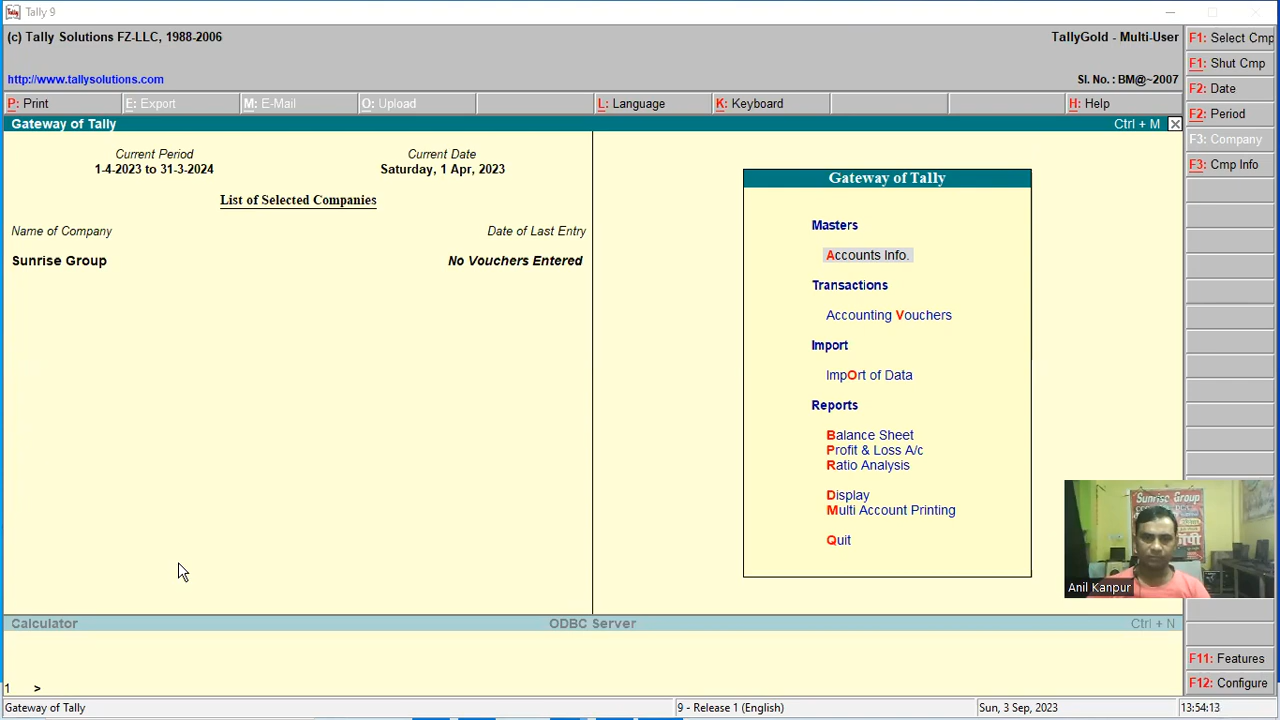 Tally 9
(c) Tally Solutions FZ-LLC, 1988-2006
TallyGold - Multi-User
http://www.tallysolutions.com
Sl. No. : BM@~2007
P: Print
E: Export
M: E-Mail
O: Upload
L: Language
K: Keyboard
H: Help
Gateway of Tally
Ctrl + M
Current Period
1-4-2023 to 31-3-2024
Current Date
Saturday, 1 Apr, 2023
List of Selected Companies
Name of Company
Date of Last Entry
Sunrise Group
No Vouchers Entered
Gateway of Tally
Masters
Accounts Info.
Transactions
Accounting Vouchers
Import
ImpOrt of Data
Reports
Balance Sheet
Profit & Loss A/c
Ratio Analysis
Display
Multi Account Printing
Quit
F1: Select Cmp
F1: Shut Cmp
F2: Date
F2: Period
F3: Company
F3: Cmp Info
Sunrise Group
Anil Kanpur
F11: Features
F12: Configure
Calculator
ODBC Server
Ctrl + N
1 >
Gateway of Tally
9 - Release 1 (English)
Sun, 3 Sep, 2023
13:54:13